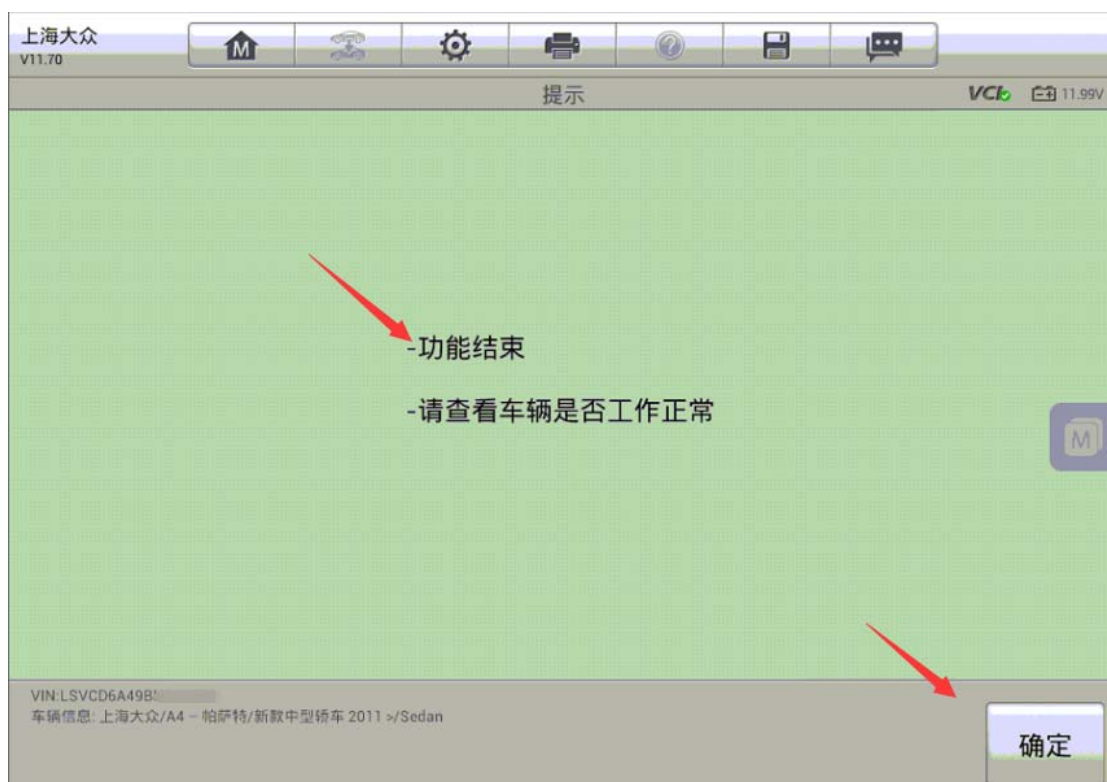 上海大众
V11.70
M
提示
VCI
11.99V
-功能结束
-请查看车辆是否工作正常
M
VIN:LSVCD6A49B
车辆信息: 上海大众/A4 – 帕萨特/新款中型轿车 2011 >/Sedan
确定